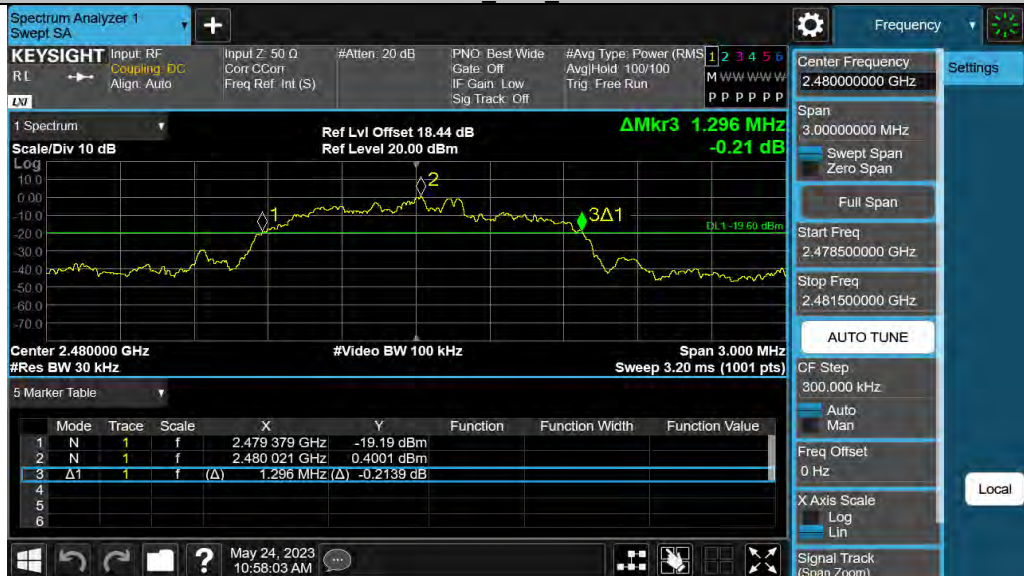 Spectrum Analyzer 1
Swept SA
+
Frequency
KEYSIGHT
RL
LXI
Input: RF
Coupling: DC
Align: Auto
Input Z: 50 Ω
Corr CCorr
Freq Ref: Int (S)
#Atten: 20 dB
PNO: Best Wide
Gate: Off
IF Gain: Low
Sig Track: Off
#Avg Type: Power (RMS
Avg|Hold: 100/100
Trig: Free Run
1 2 3 4 5 6
M W W W W W
P P P P P P
1 Spectrum
Scale/Div 10 dB
Ref Lvl Offset 18.44 dB
Ref Level 20.00 dBm
ΔMkr3 1.296 MHz
-0.21 dB
Log
10.0
0.00
-10.0
-20.0
-30.0
-40.0
-50.0
-60.0
-70.0
1
2
3Δ1
DL1 -19.60 dBm
Center 2.480000 GHz
#Res BW 30 kHz
#Video BW 100 kHz
Span 3.000 MHz
Sweep 3.20 ms (1001 pts)
5 Marker Table
Mode Trace Scale X Y Function Function Width Function Value
1 N 1 f 2.479 379 GHz -19.19 dBm
2 N 1 f 2.480 021 GHz 0.4001 dBm
3 Δ1 1 f (Δ) 1.296 MHz (Δ) -0.2139 dB
4
5
6
?
May 24, 2023
10:58:03 AM
Center Frequency
2.480000000 GHz
Span
3.00000000 MHz
Swept Span
Zero Span
Full Span
Start Freq
2.478500000 GHz
Stop Freq
2.481500000 GHz
AUTO TUNE
CF Step
300.000 kHz
Auto
Man
Freq Offset
0 Hz
X Axis Scale
Log
Lin
Signal Track
(Span Zoom)
Settings
Local